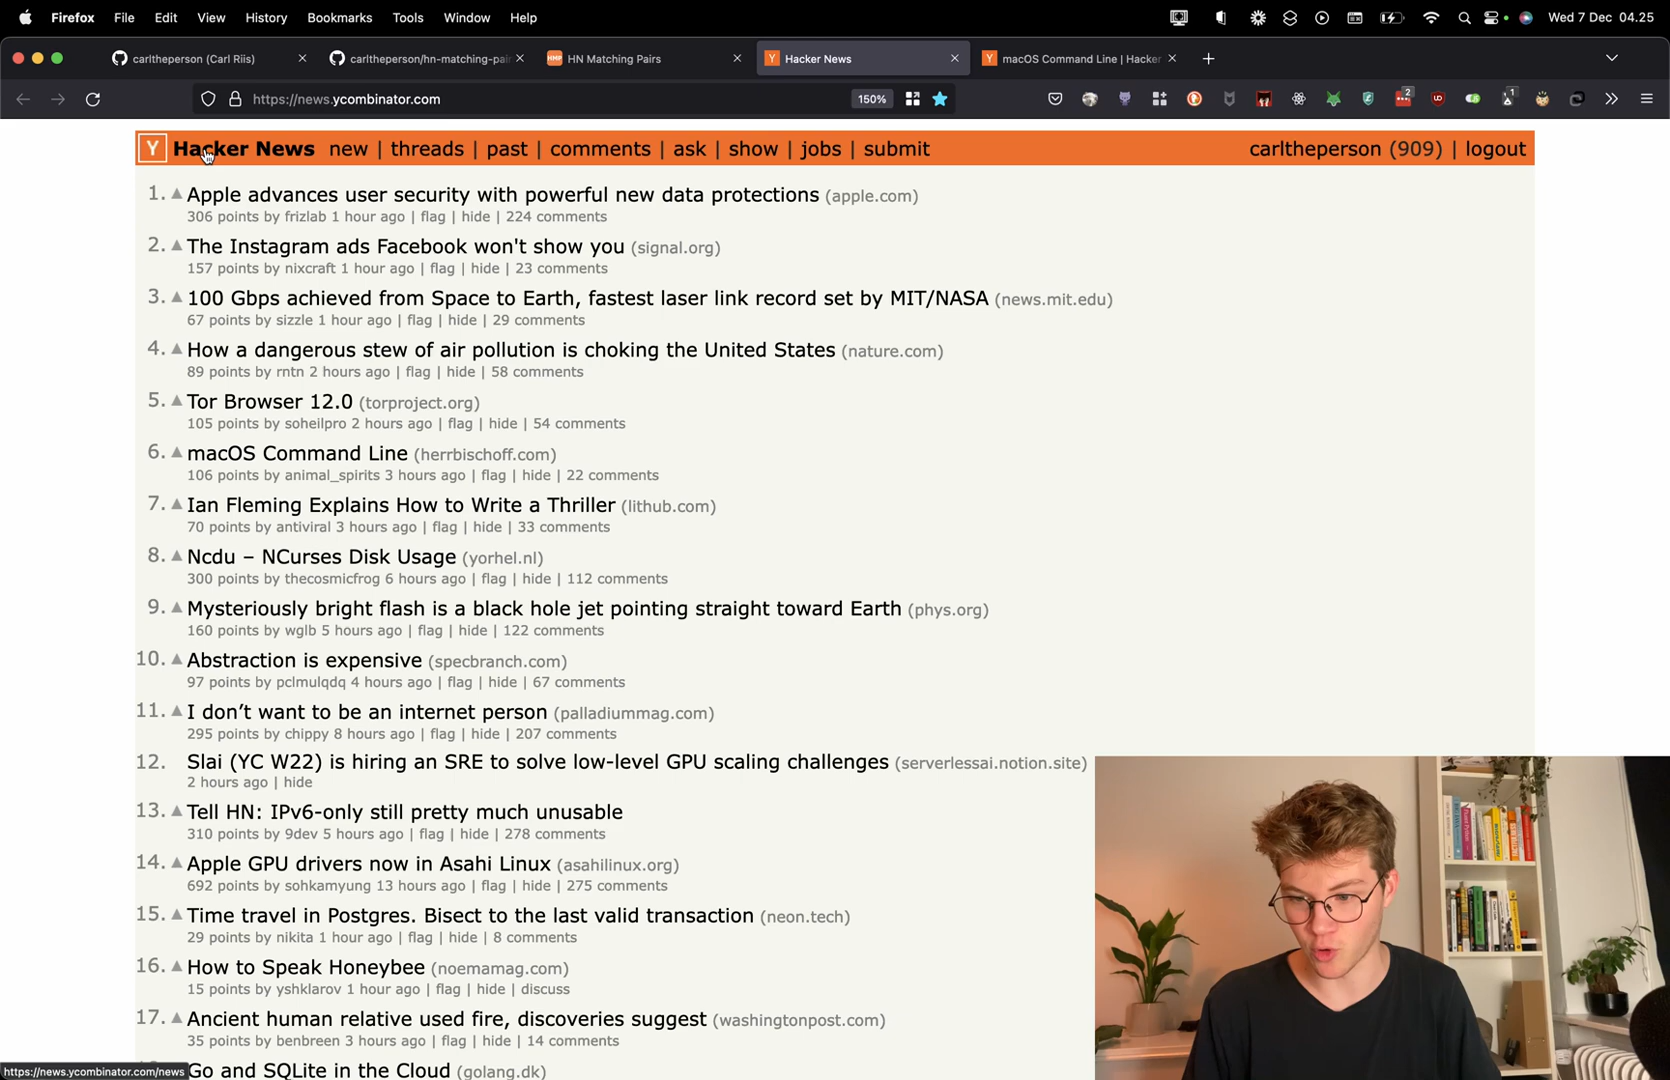 Firefox File Edit View History Bookmarks Tools Window Help Wed 7 Dec 04.25
carltheperson (Carl Riis) carltheperson/hn-matching-pair HN Matching Pairs Hacker News macOS Command Line | Hacker
https://news.ycombinator.com 150%
Y Hacker News new | threads | past | comments | ask | show | jobs | submit carltheperson (909) | logout
1. Apple advances user security with powerful new data protections (apple.com)
306 points by frizlab 1 hour ago | flag | hide | 224 comments
2. The Instagram ads Facebook won't show you (signal.org)
157 points by nixcraft 1 hour ago | flag | hide | 23 comments
3. 100 Gbps achieved from Space to Earth, fastest laser link record set by MIT/NASA (news.mit.edu)
67 points by sizzle 1 hour ago | flag | hide | 29 comments
4. How a dangerous stew of air pollution is choking the United States (nature.com)
89 points by rntn 2 hours ago | flag | hide | 58 comments
5. Tor Browser 12.0 (torproject.org)
105 points by soheilpro 2 hours ago | flag | hide | 54 comments
6. macOS Command Line (herrbischoff.com)
106 points by animal_spirits 3 hours ago | flag | hide | 22 comments
7. Ian Fleming Explains How to Write a Thriller (lithub.com)
70 points by antiviral 3 hours ago | flag | hide | 33 comments
8. Ncdu – NCurses Disk Usage (yorhel.nl)
300 points by thecosmicfrog 6 hours ago | flag | hide | 112 comments
9. Mysteriously bright flash is a black hole jet pointing straight toward Earth (phys.org)
160 points by wglb 5 hours ago | flag | hide | 122 comments
10. Abstraction is expensive (specbranch.com)
97 points by pclmulqdq 4 hours ago | flag | hide | 67 comments
11. I don’t want to be an internet person (palladiummag.com)
295 points by chippy 8 hours ago | flag | hide | 207 comments
12. Slai (YC W22) is hiring an SRE to solve low-level GPU scaling challenges (serverlessai.notion.site)
2 hours ago | hide
13. Tell HN: IPv6-only still pretty much unusable
310 points by 9dev 5 hours ago | flag | hide | 278 comments
14. Apple GPU drivers now in Asahi Linux (asahilinux.org)
692 points by sohkamyung 13 hours ago | flag | hide | 275 comments
15. Time travel in Postgres. Bisect to the last valid transaction (neon.tech)
29 points by nikita 1 hour ago | flag | hide | 8 comments
16. How to Speak Honeybee (noemamag.com)
15 points by yshklarov 1 hour ago | flag | hide | discuss
17. Ancient human relative used fire, discoveries suggest (washingtonpost.com)
35 points by benbreen 3 hours ago | flag | hide | 14 comments
Go and SQLite in the Cloud (golang.dk)
https://news.ycombinator.com/news